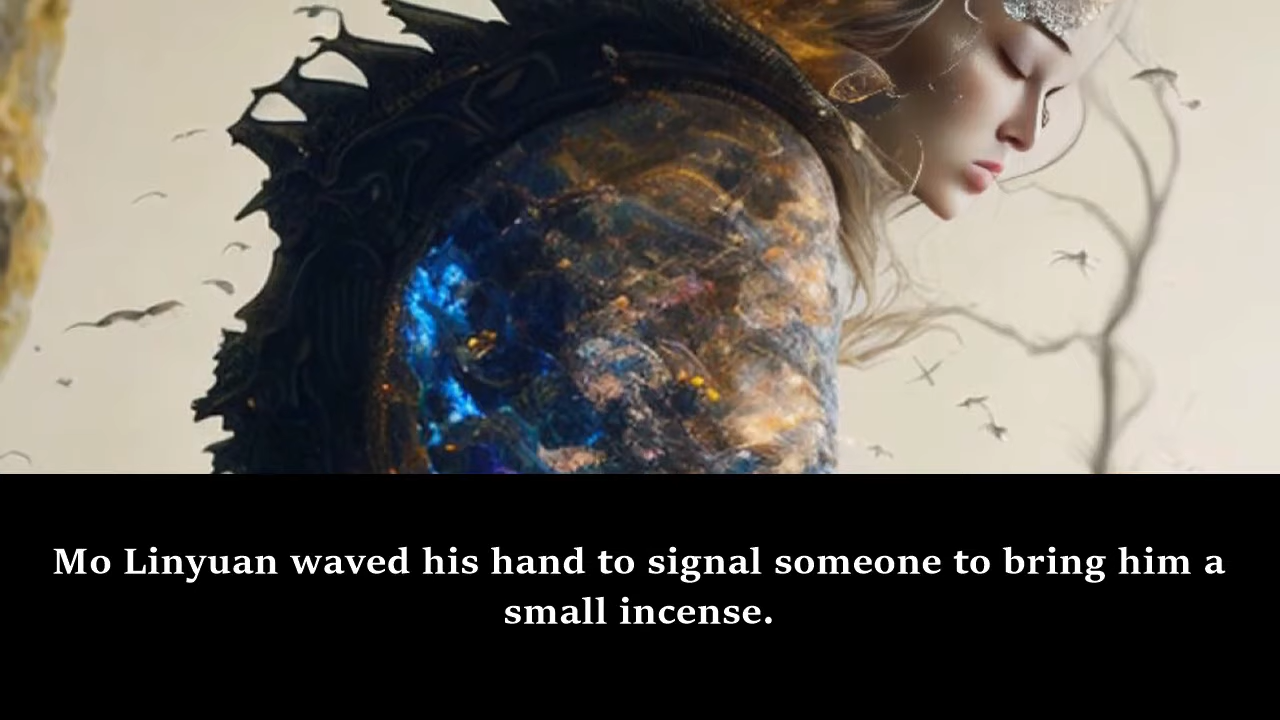 Mo Linyuan waved his hand to signal someone to bring him a
small incense.